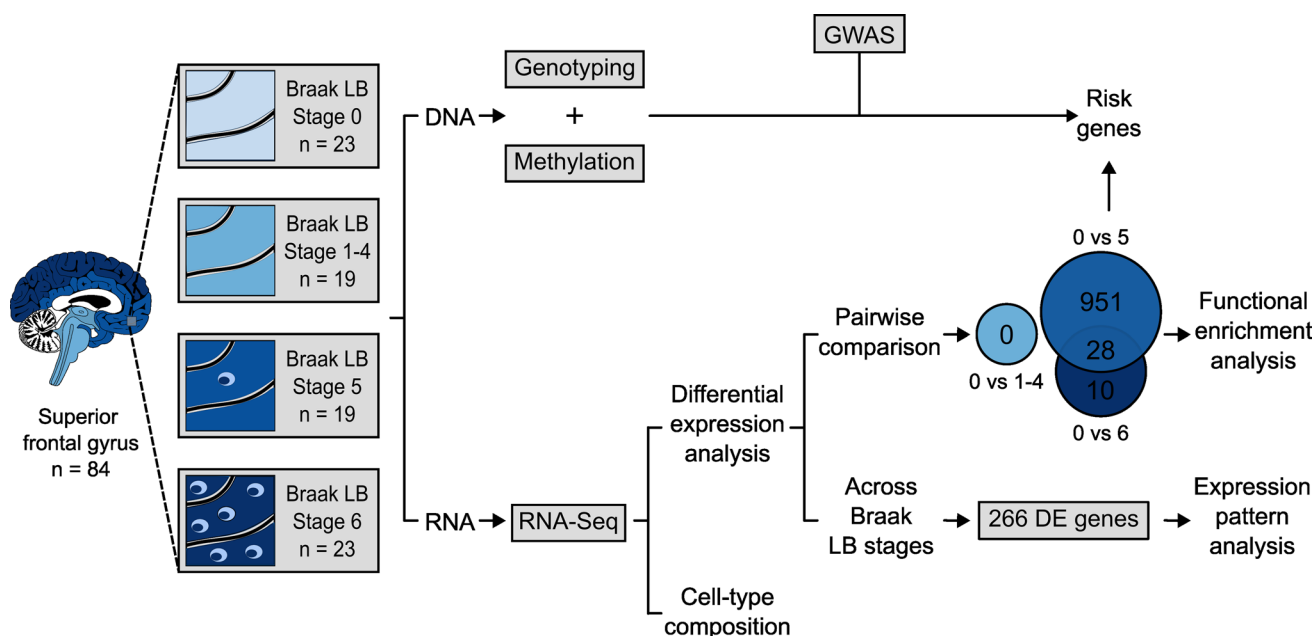 Superior
frontal gyrus
n = 84
Braak LB
Stage 0
n = 23
Braak LB
Stage 1-4
n = 19
Braak LB
Stage 5
n = 19
Braak LB
Stage 6
n = 23
DNA
Genotyping
+
Methylation
GWAS
Risk
genes
RNA
RNA-Seq
Differential
expression
analysis
Cell-type
composition
Pairwise
comparison
0
0 vs 1-4
0 vs 5
951
28
10
0 vs 6
Functional
enrichment
analysis
Across
Braak
LB stages
266 DE genes
Expression
pattern
analysis